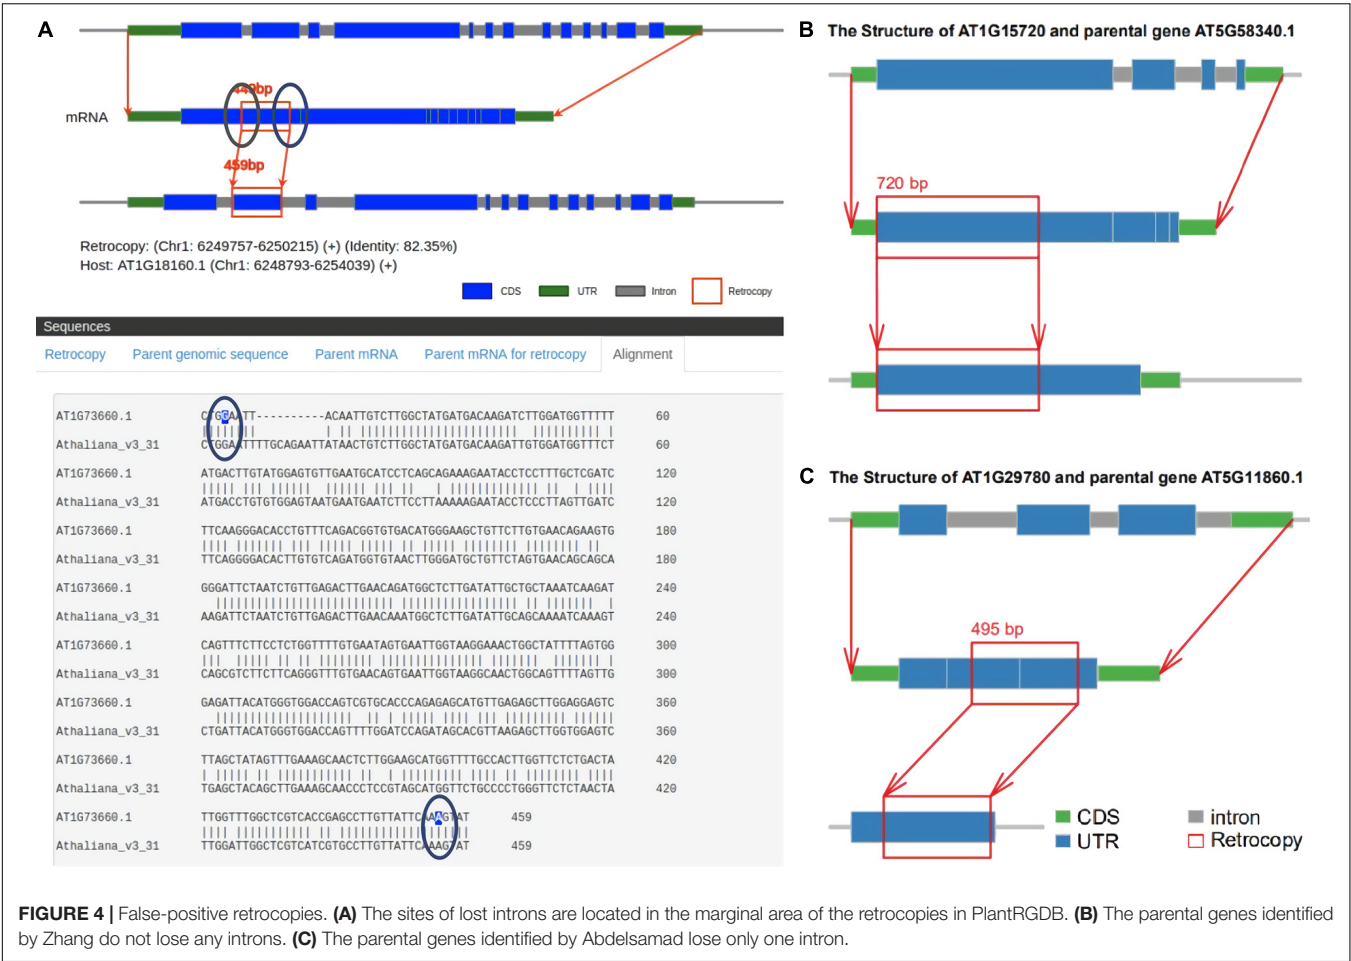 A
449bp
mRNA
459bp
Retrocopy: (Chr1: 6249757-6250215) (+) (Identity: 82.35%)
Host: AT1G18160.1 (Chr1: 6248793-6254039) (+)
CDS UTR Intron Retrocopy
Sequences
Retrocopy Parent genomic sequence Parent mRNA Parent mRNA for retrocopy Alignment
AT1G73660.1 CTGGAATT----------ACAATTGTCTTGGCTATGATGACAAGATCTTGGATGGTTTTT 60
Athaliana_v3_31 CTGGAATTTTGCAGAATTATAACTGTCTTGGCTATGATGACAAGATTGTGGATGGTTTCT 60
AT1G73660.1 ATGACTTGTATGGAGTGTTGAATGCATCCTCAGCAGAAAGAATACCTCCTTTGCTCGATC 120
Athaliana_v3_31 ATGACCTGTGTGTGGAGTAATGAATGAATCTTCCTTAAAAAGAATACCTCCCTTAGTTGATC 120
AT1G73660.1 TTCAAGGGACACCTGTTTCAGACGGTGTGACATGGGAAGCTGTTCTTGTGAACAGAAGTG 180
Athaliana_v3_31 TTCAGGGGACACTTGTGTCAGATGGTGTAACTTGGGATGCTGTTCTAGTGAACAGCAGCA 180
AT1G73660.1 GGGATTCTAATCTGTTGAGACTTGAACAGATGGCTCTTGATATTGCTGCTAAATCAAGAT 240
Athaliana_v3_31 AAGATTCTAATCTGTTGAGACTTGAACAAATGGCTCTTGATATTGCAGCAAAATCAAAGT 240
AT1G73660.1 CAGTTTCTTCCTCTGGTTTTGTGAATAGTGAATTGGTAAGGAAACTGGCTATTTTAGTGG 300
Athaliana_v3_31 CAGCGTCTTCTTCAGGGTTTGTGAACAGTGAATTGGTAAGGCAACTGGCAGTTTTAGTTG 300
AT1G73660.1 GAGATTACATGGGTGGACCAGTCGTGCACCCAGAGAGCATGTTGAGAGCTTGGAGGAGTC 360
Athaliana_v3_31 CTGATTACATGGGTGGACCAGTTTTGGATCCAGATAGCACGTTAAGAGCTTGGTGGAGTC 360
AT1G73660.1 TTAGCTATAGTTTGAAAGCAACTCTTGGAAGCATGGTTTTGCCACTTGGTTCTCTGACTA 420
Athaliana_v3_31 TGAGCTACAGCTTGAAAGCAACCCTCCGTAGCATGGTTCTGCCCCTGGGTTCTCTAACTA 420
AT1G73660.1 TTGGTTTGGCTCGTCACCGAGCCTTGTTATTCAAAGTAT 459
Athaliana_v3_31 TTGGATTGGCTCGTCATCGTGCCTTGTTATTCAAAGTAT 459
B The Structure of AT1G15720 and parental gene AT5G58340.1
720 bp
C The Structure of AT1G29780 and parental gene AT5G11860.1
495 bp
CDS intron
UTR Retrocopy
FIGURE 4 | False-positive retrocopies. (A) The sites of lost introns are located in the marginal area of the retrocopies in PlantRGDB. (B) The parental genes identified
by Zhang do not lose any introns. (C) The parental genes identified by Abdelsamad lose only one intron.